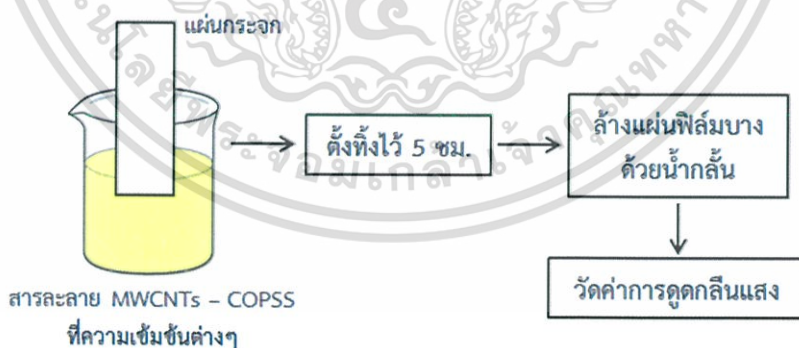 แผ่นกระจก
ตั้งทิ้งไว้ 5 ชม.
ล้างแผ่นฟิล์มบาง
ด้วยน้ำกลั่น
วัดค่าการดูดกลืนแสง
สารละลาย MWCNTs – COPSS
ที่ความเข้มข้นต่างๆ